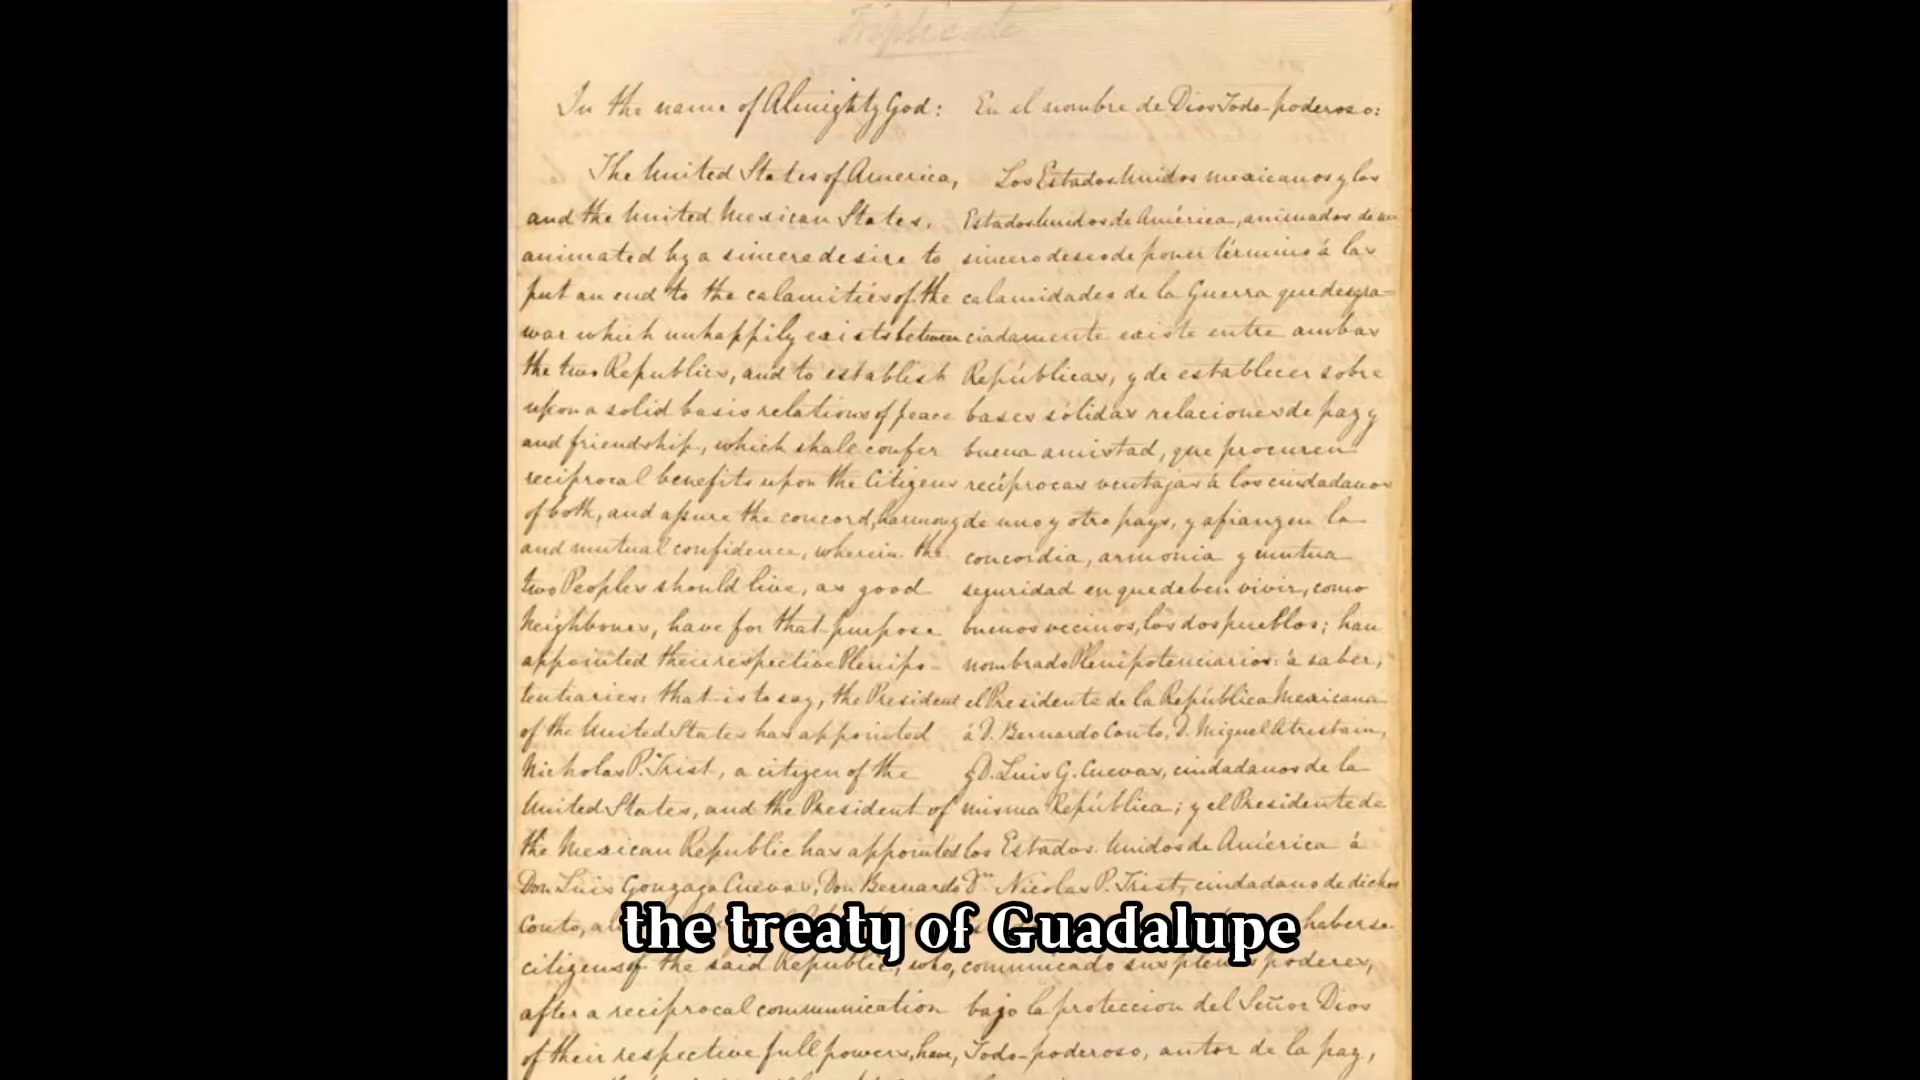 Triplicate
In the name of Almighty God:
The United States of America,
and the United Mexican States,
animated by a sincere desire to
put an end to the calamities of the
war which unhappily exists between
the two Republics, and to establish
upon a solid basis relations of peace
and friendship, which shall confer
reciprocal benefits upon the Citizens
of both, and assure the concord, harmony
and mutual confidence, wherein the
two Peoples should live, as good
Neighbours, have for that purpose
appointed their respective Plenipo-
tentiaries: that is to say, the President
of the United States has appointed
Nicholas P. Trist, a citizen of the
United States, and the President of
the Mexican Republic has appointed
Don Luis Gonzaga Cuevas, Don Bernardo
Couto,
citizens of the said Republic, who,
after a reciprocal communication
of their respective full powers, have,
En el nombre de Dios Todo-poderoso:
Los Estados Unidos mexicanos y los
Estados Unidos de América, animados de un
sincero deseo de poner término á las
calamidades de la Guerra que desgra-
ciadamente existe entre ambas
Repúblicas, y de establecer sobre
bases sólidas relaciones de paz y
buena amistad, que procuren
recíprocas ventajas á los ciudadanos
de uno y otro pays, y afianzen la
concordia, armonia y mutua
seguridad en que deben vivir, como
buenos vecinos, los dos pueblos; han
nombrado Plenipotenciarios: á saber,
el Presidente de la República Mexicana
á D. Bernardo Couto, D. Miguel Atristain,
y D. Luis G. Cuevas, ciudadanos de la
misma República; y el Presidente de
los Estados Unidos de América á
Dn. Nicolas P. Trist, ciudadano de dichos
haberse
comunicado sus plenos poderes,
bajo la proteccion del Señor Dios
Todo-poderoso, autor de la paz,
the treaty of Guadalupe